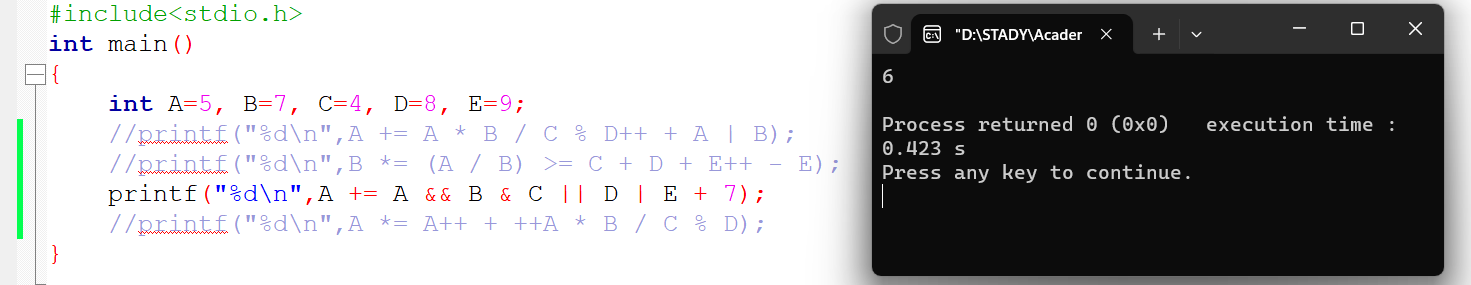 #include<stdio.h>
int main()
{
    int A=5, B=7, C=4, D=8, E=9;
    //printf("%d\n",A += A * B / C % D++ + A | B);
    //printf("%d\n",B *= (A / B) >= C + D + E++ - E);
    printf("%d\n",A += A && B & C || D | E + 7);
    //printf("%d\n",A *= A++ + ++A * B / C % D);
}
"D:\STADY\Acader
6
Process returned 0 (0x0)   execution time :
0.423 s
Press any key to continue.